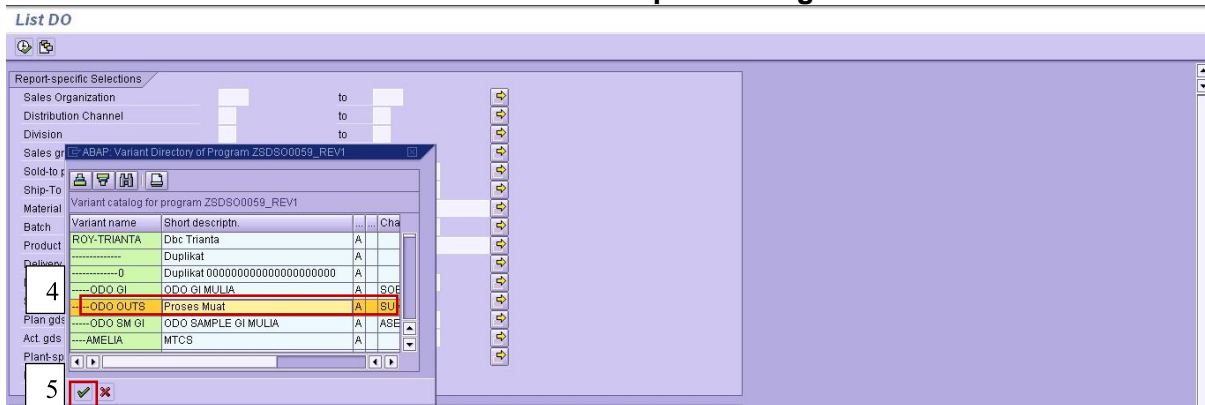 List DO
Report-specific Selections
Sales Organization to
Distribution Channel to
Division to
Sales gr
Sold-to p
Ship-To
Material
Batch
Product
Delivery
Plan gds
Act. gds
Plant-sp
ABAP: Variant Directory of Program ZSDSO0059_REV1
Variant catalog for program ZSDSO0059_REV1
Variant name Short descriptn. ... ... Cha
ROY-TRIANTA Dbc Trianta A
------------- Duplikat A
-------------0 Duplikat 000000000000000000000 A
-----ODO GI ODO GI MULIA A
4
-----ODO OUTS Proses Muat A SU
-----ODO SM GI ODO SAMPLE GI MULIA A ASE
----AMELIA MTCS A
5